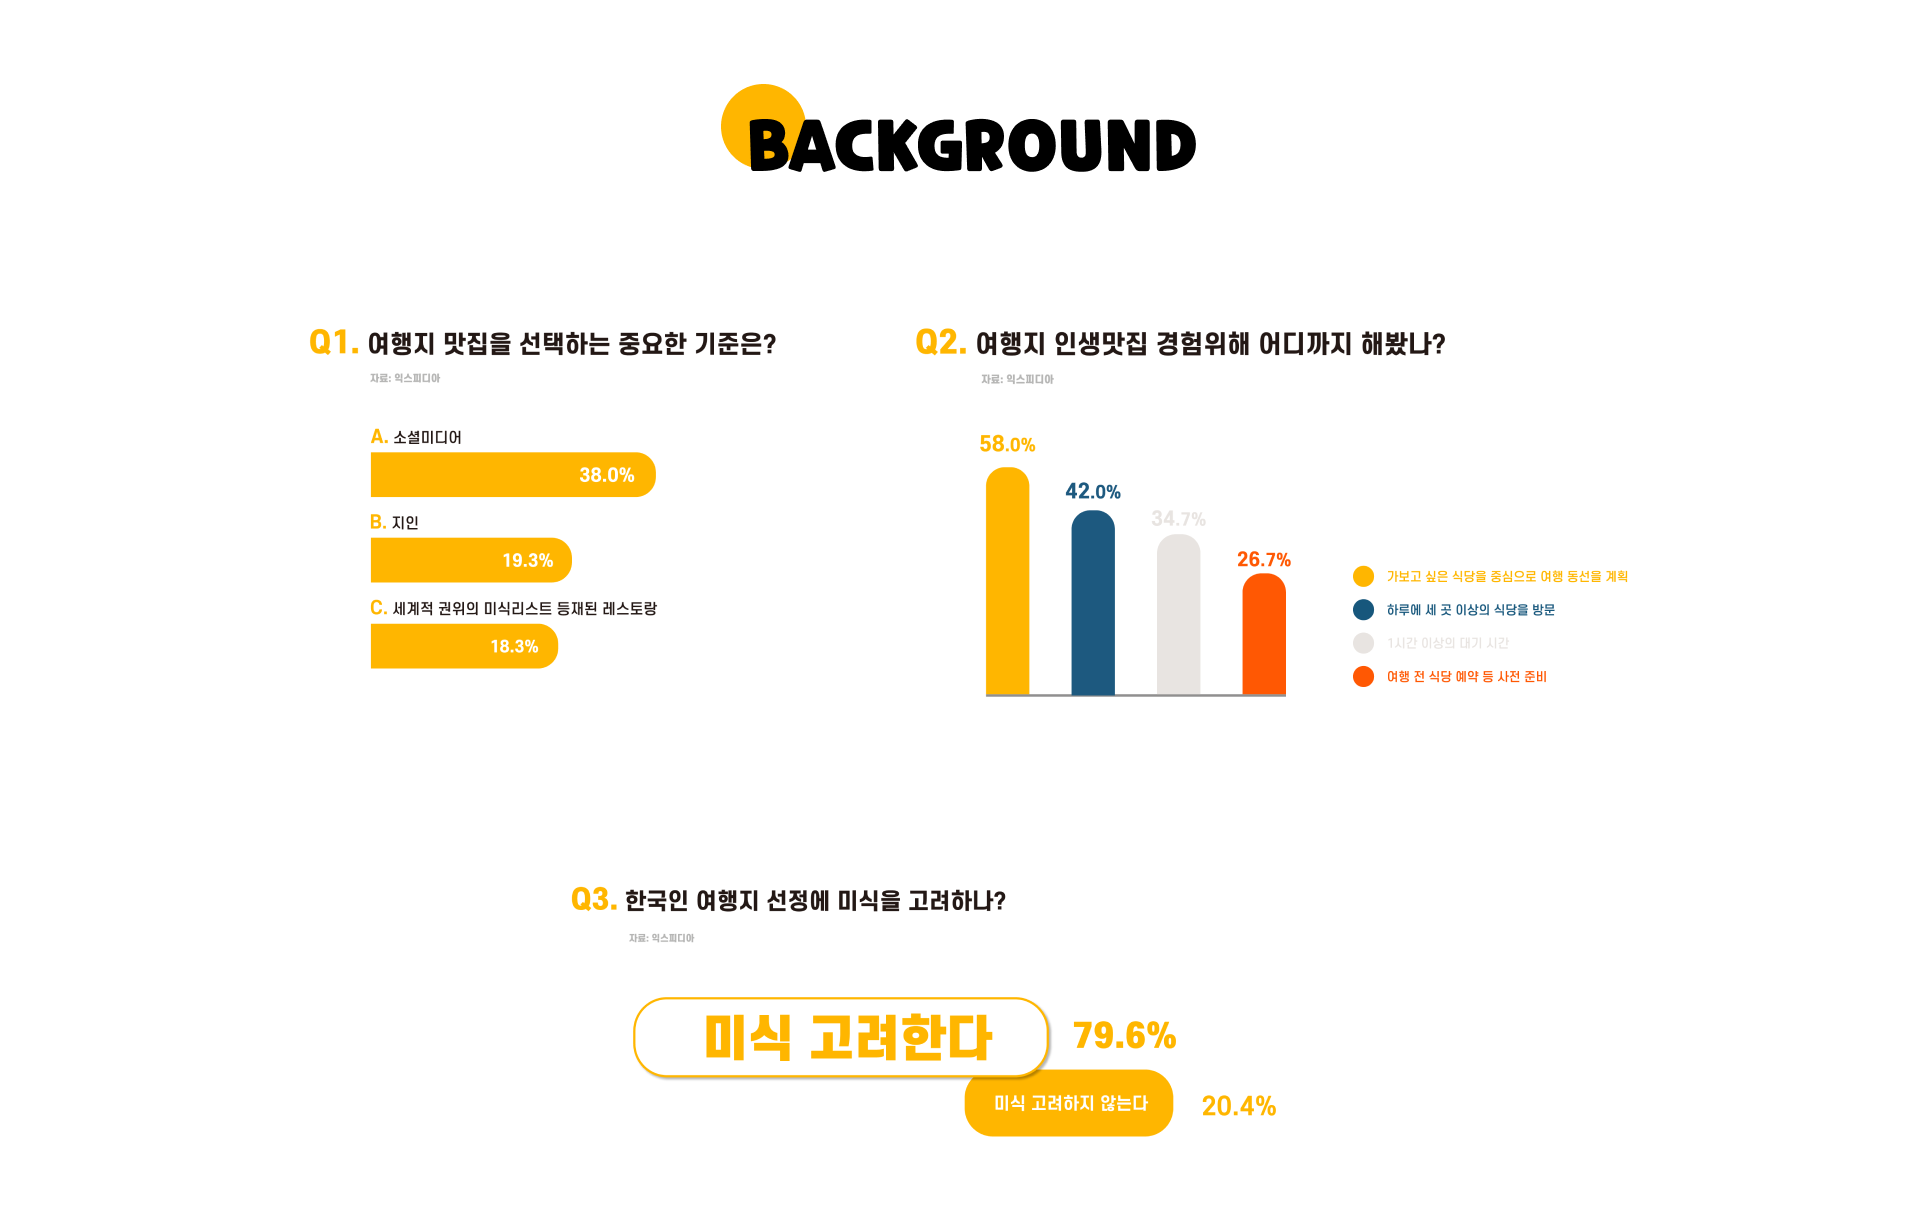 BACKGROUND
Q1. 여행지 맛집을 선택하는 중요한 기준은?
자료: 익스피디아
A. 소셜미디어
38.0%
B. 지인
19.3%
C. 세계적 권위의 미식리스트 등재된 레스토랑
18.3%
Q2. 여행지 인생맛집 경험위해 어디까지 해봤나?
자료: 익스피디아
58.0%
42.0%
34.7%
26.7%
가보고 싶은 식당을 중심으로 여행 동선을 계획
하루에 세 곳 이상의 식당을 방문
1시간 이상의 대기 시간
여행 전 식당 예약 등 사전 준비
Q3. 한국인 여행지 선정에 미식을 고려하나?
자료: 익스피디아
미식 고려한다
79.6%
미식 고려하지 않는다
20.4%